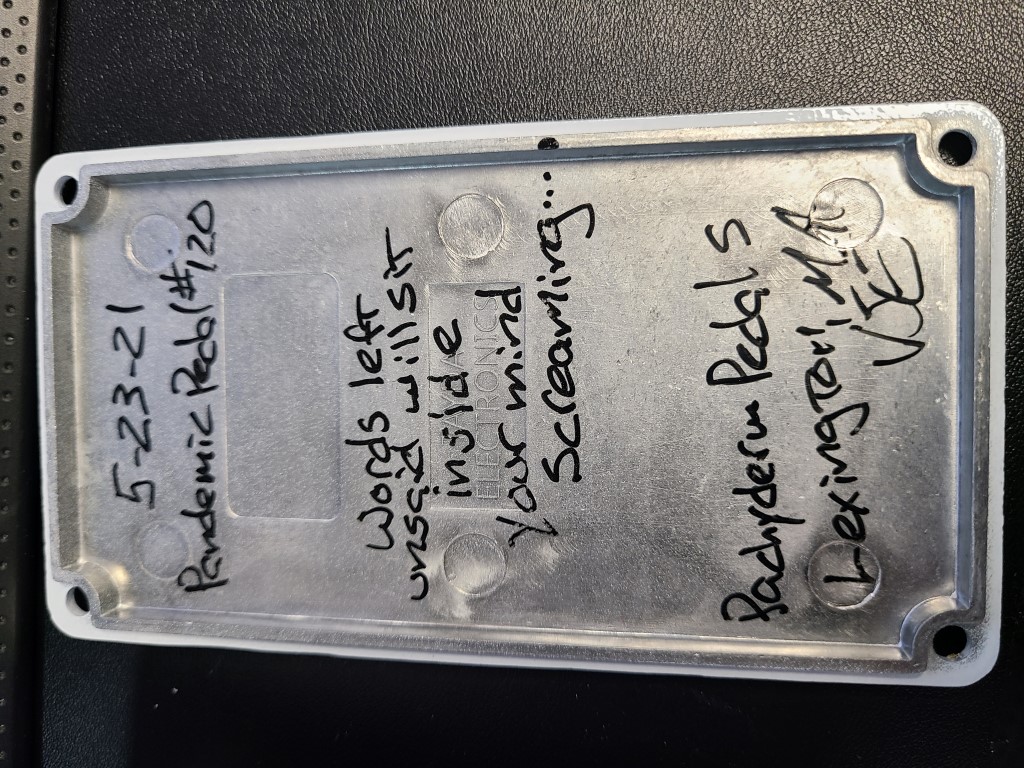 5-23-21
Pandemic Pedal #120
Words left
unsaid will sit
inside
TAYDA
ELECTRONICS
your mind
screaming...
Pachyderm Pedals
Lexington, MA
VJE